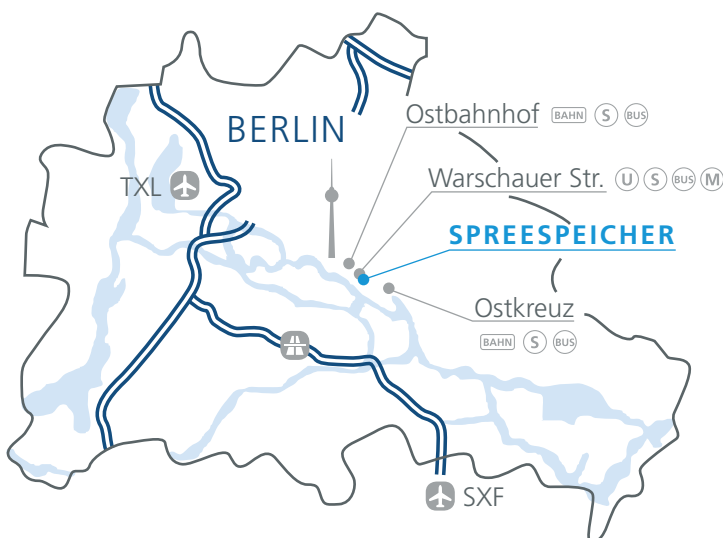 Ostbahnhof BAHN S BUS
BERLIN
TXL
Warschauer Str. U S BUS M
SPREESPEICHER
Ostkreuz
BAHN S BUS
SXF